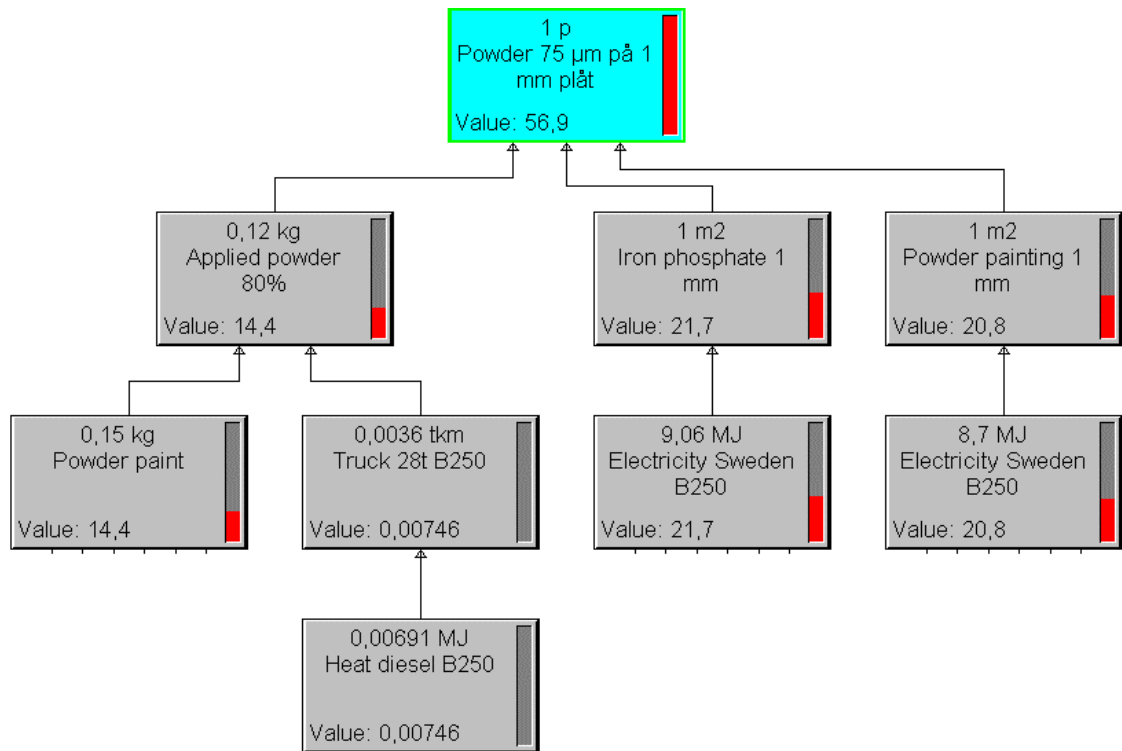 1 p
Powder 75 µm på 1
mm plåt
Value: 56,9
0,12 kg
Applied powder
80%
Value: 14,4
1 m2
Iron phosphate 1
mm
Value: 21,7
1 m2
Powder painting 1
mm
Value: 20,8
0,15 kg
Powder paint
Value: 14,4
0,0036 tkm
Truck 28t B250
Value: 0,00746
9,06 MJ
Electricity Sweden
B250
Value: 21,7
8,7 MJ
Electricity Sweden
B250
Value: 20,8
0,00691 MJ
Heat diesel B250
Value: 0,00746